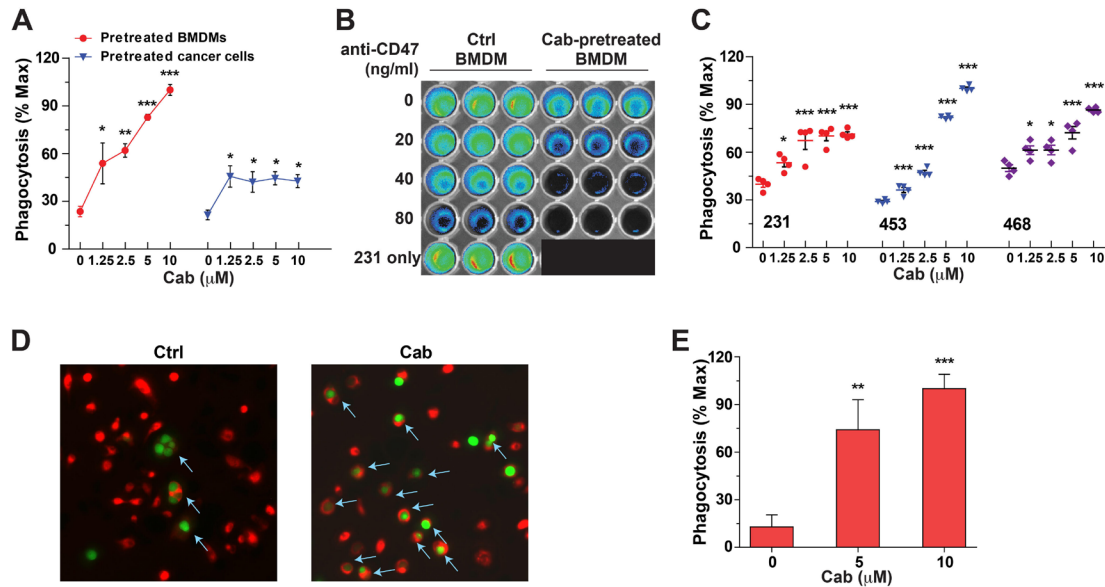 A
Pretreated BMDMs
Pretreated cancer cells
Phagocytosis (% Max)
120
90
60
30
0
*
**
***
***
*
*
*
*
0 1.25 2.5 5 10 0 1.25 2.5 5 10
Cab (μM)
B
anti-CD47
(ng/ml)
Ctrl
BMDM
Cab-pretreated
BMDM
0
20
40
80
231 only
C
Phagocytosis (% Max)
120
90
60
30
0
*
***
***
***
***
***
***
***
*
*
***
***
231
453
468
0 1.25 2.5 5 10 0 1.25 2.5 5 10 0 1.25 2.5 5 10
Cab (μM)
D
Ctrl
Cab
E
Phagocytosis (% Max)
120
90
60
30
0
**
***
0 5 10
Cab (μM)